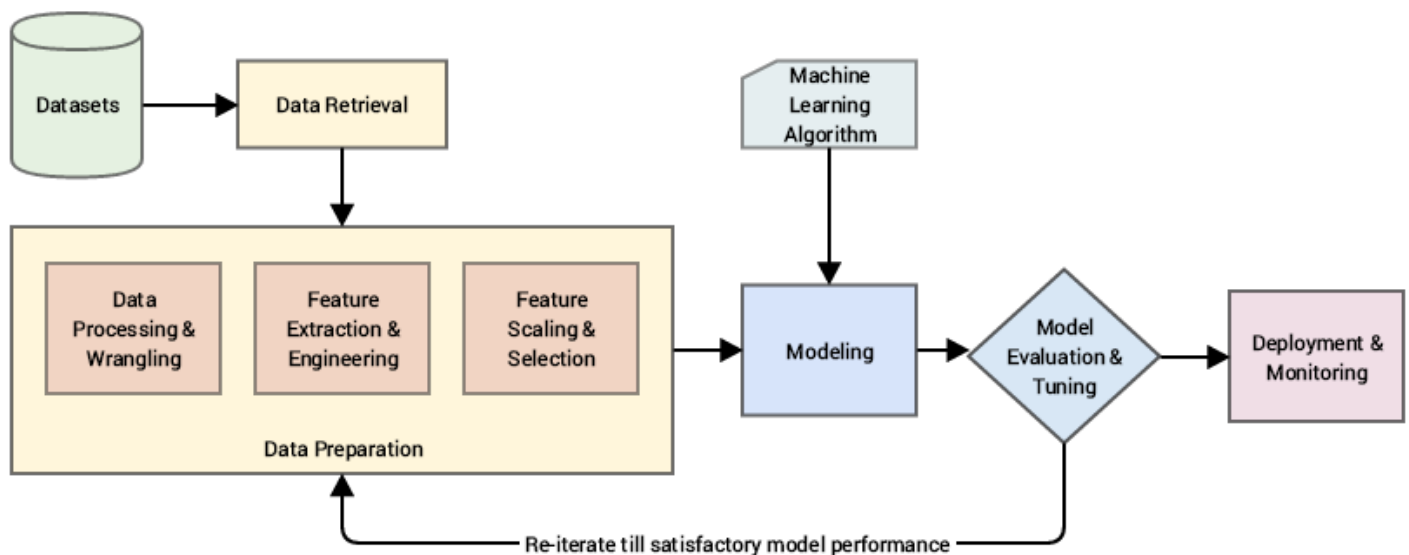 Datasets
Data Retrieval
Machine
Learning
Algorithm
Data
Processing &
Wrangling
Feature
Extraction &
Engineering
Feature
Scaling &
Selection
Data Preparation
Modeling
Model
Evaluation &
Tuning
Deployment &
Monitoring
Re-iterate till satisfactory model performance